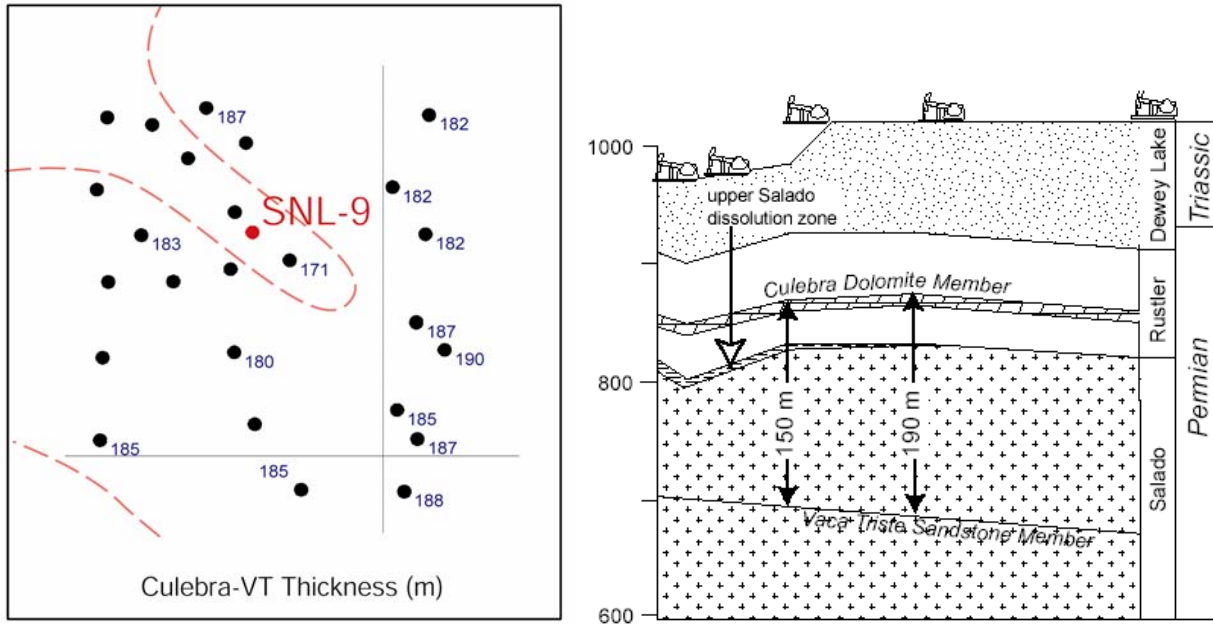 187
182
182
SNL-9
183
182
171
187
180
190
185
187
185
185
188
Culebra-VT Thickness (m)
1000
800
600
upper Salado
dissolution zone
Culebra Dolomite Member
150 m
190 m
Vaca Triste Sandstone Member
Dewey Lake
Rustler
Salado
Triassic
Permian